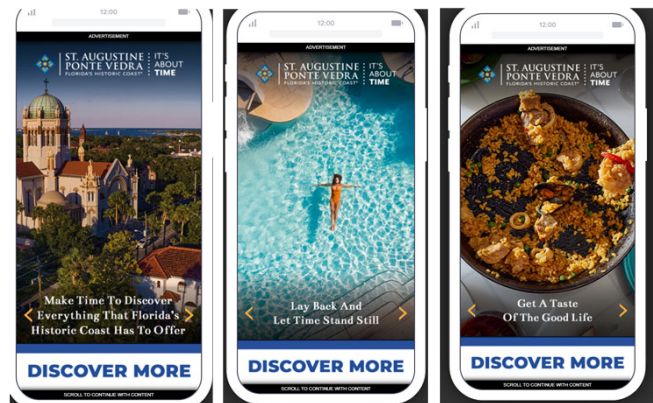 12:00
ADVERTISEMENT
ST. AUGUSTINE
PONTE VEDRA
FLORIDA'S HISTORIC COAST®
IT'S
ABOUT
TIME
Make Time To Discover
Everything That Florida's
Historic Coast Has To Offer
DISCOVER MORE
SCROLL TO CONTINUE WITH CONTENT
12:00
ADVERTISEMENT
ST. AUGUSTINE
PONTE VEDRA
FLORIDA'S HISTORIC COAST®
IT'S
ABOUT
TIME
Lay Back And
Let Time Stand Still
DISCOVER MORE
SCROLL TO CONTINUE WITH CONTENT
12:00
ADVERTISEMENT
ST. AUGUSTINE
PONTE VEDRA
FLORIDA'S HISTORIC COAST®
IT'S
ABOUT
TIME
Get A Taste
Of The Good Life
DISCOVER MORE
SCROLL TO CONTINUE WITH CONTENT